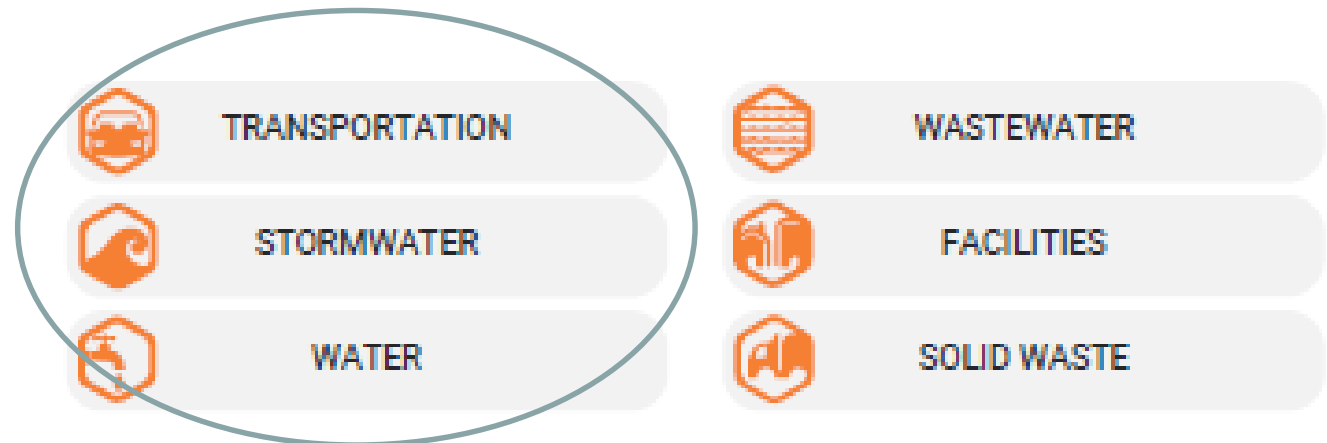 TRANSPORTATION
STORMWATER
WATER
WASTEWATER
FACILITIES
SOLID WASTE